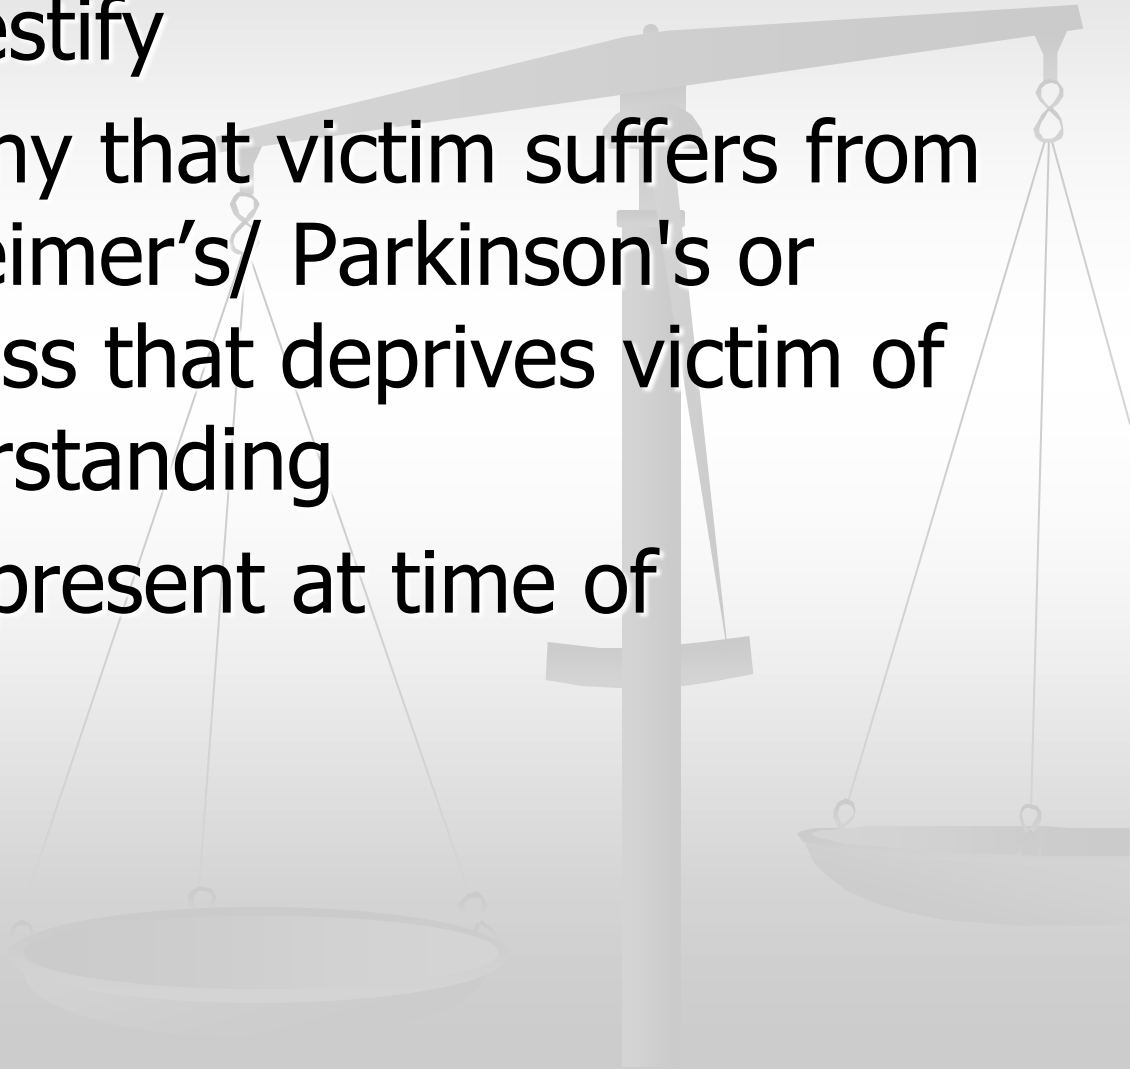 estify
ny that victim suffers from
eimer’s/ Parkinson's or
ss that deprives victim of
rstanding
present at time of